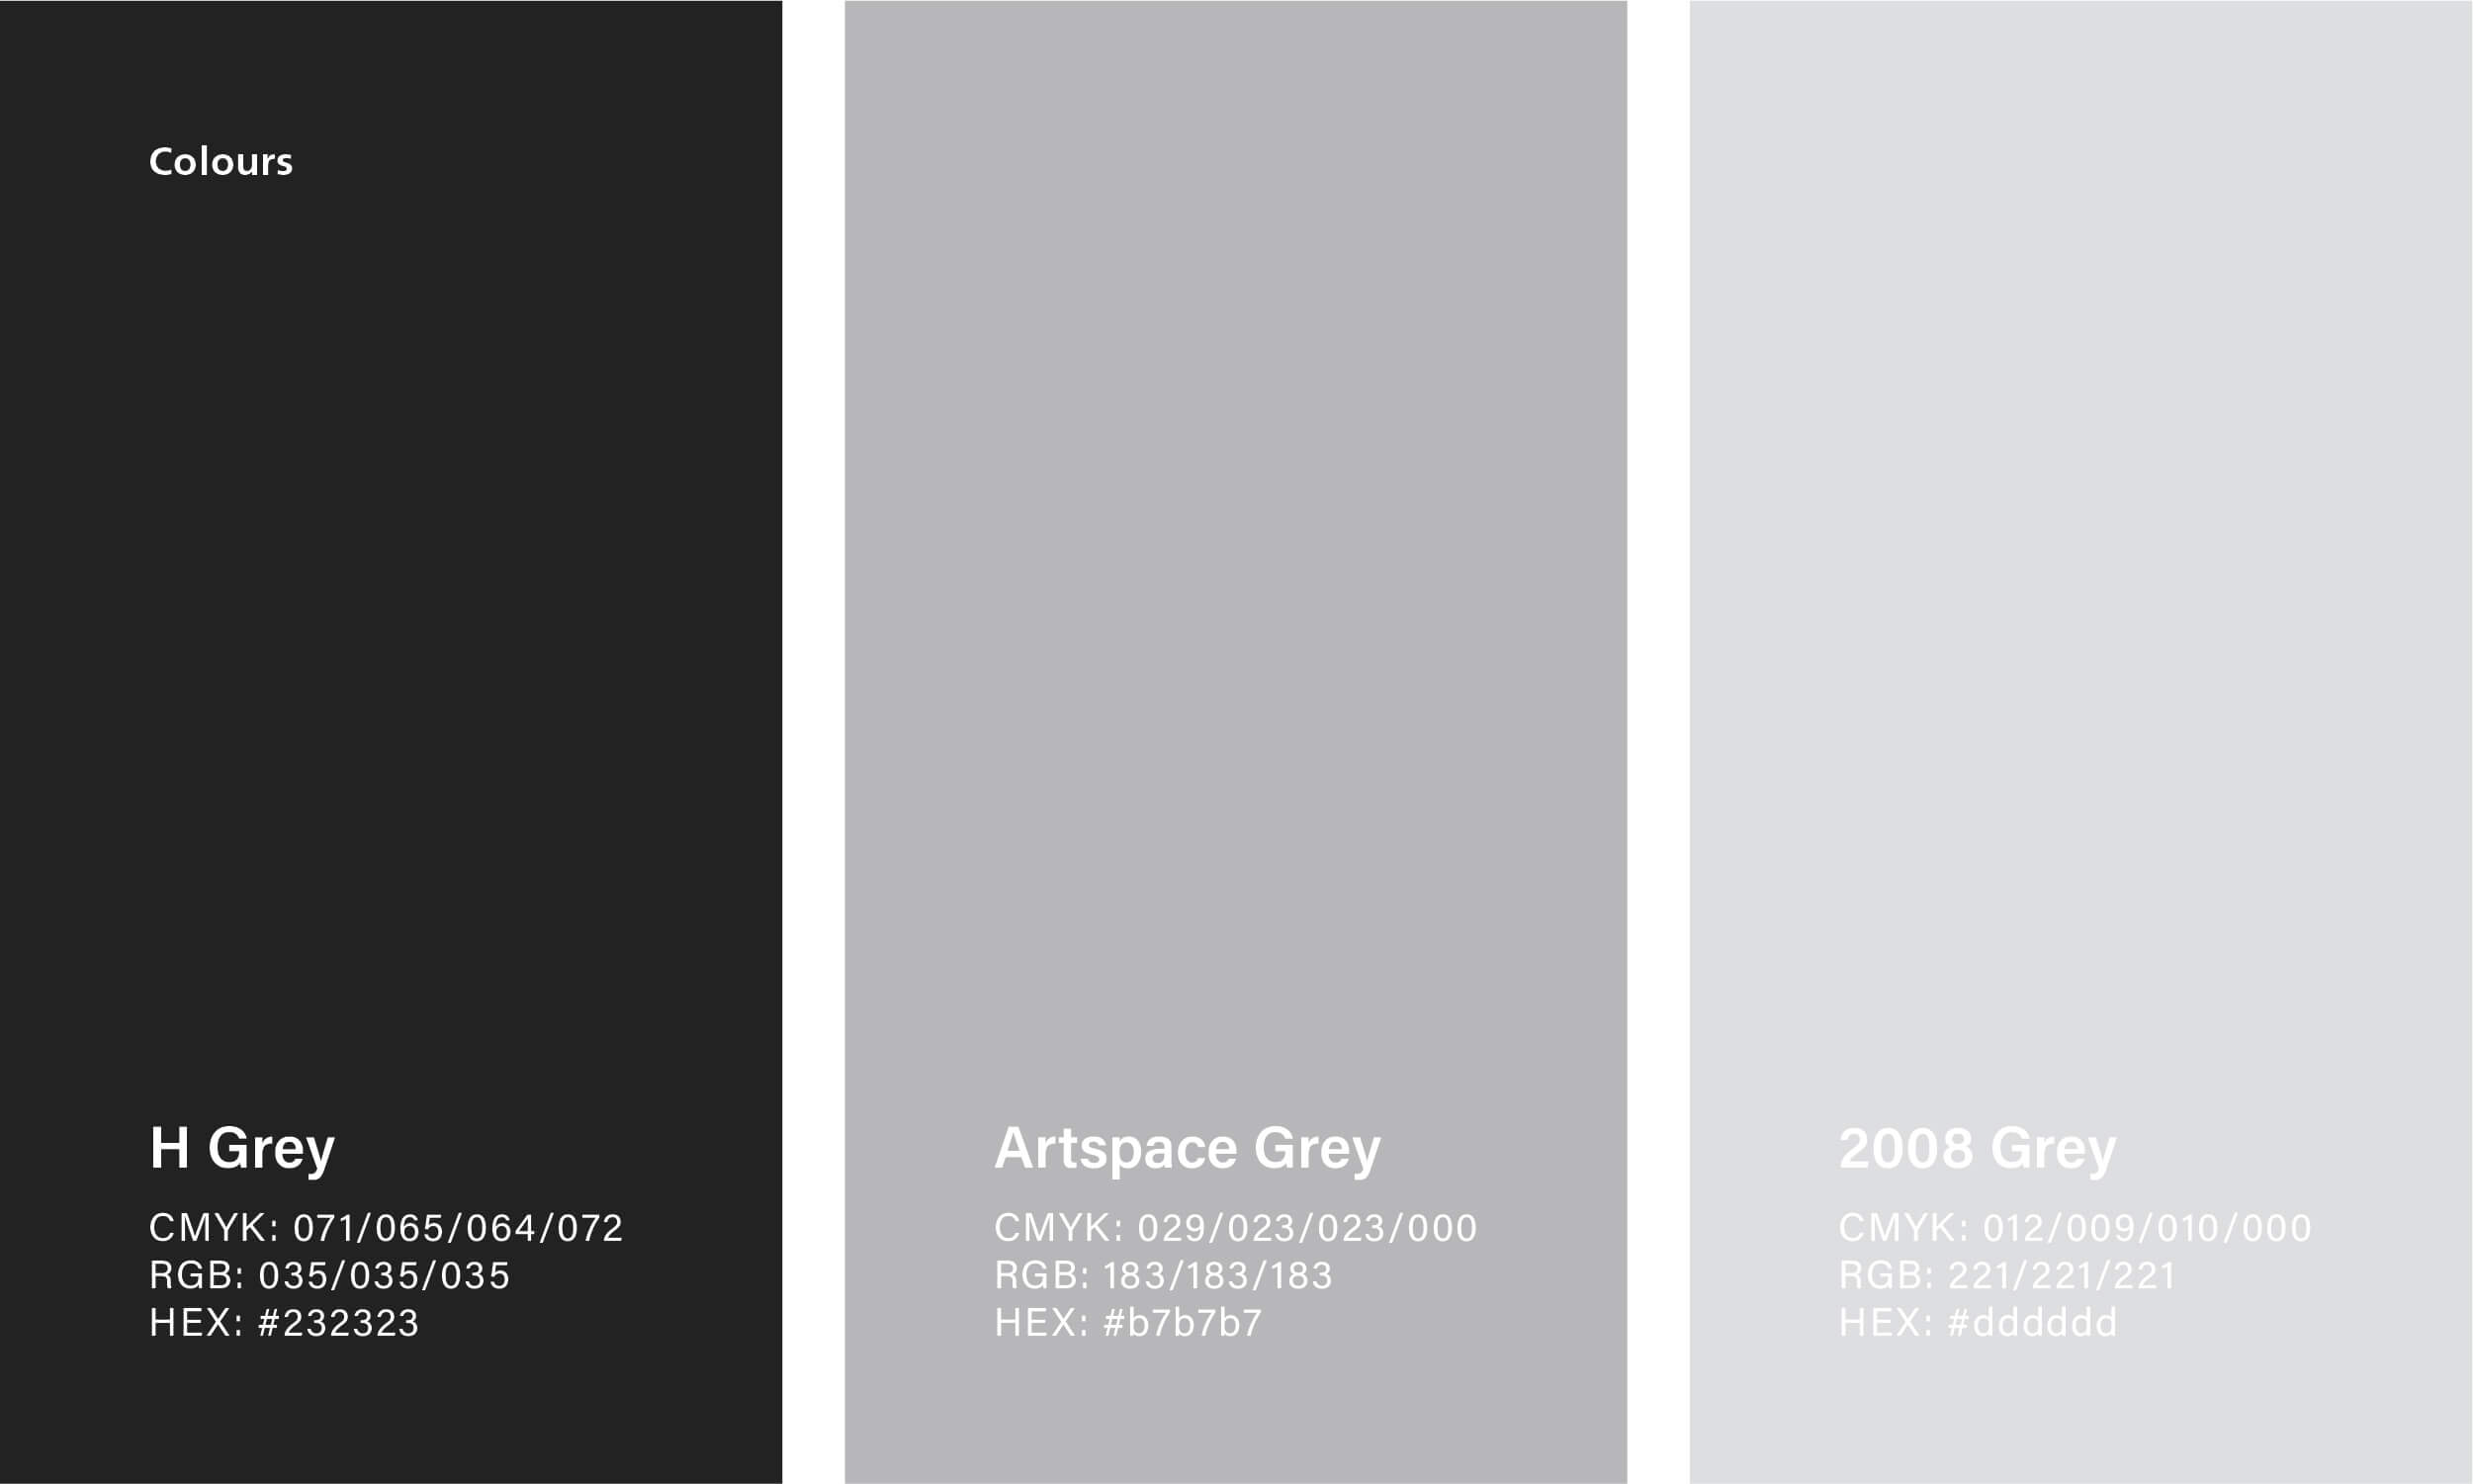 Colours
H Grey
CMYK: 071/065/064/072
RGB: 035/035/035
HEX: #232323
Artspace Grey
CMYK: 029/023/023/000
RGB: 183/183/183
HEX: #b7b7b7
2008 Grey
CMYK: 012/009/010/000
RGB: 221/221/221
HEX: #dddddd